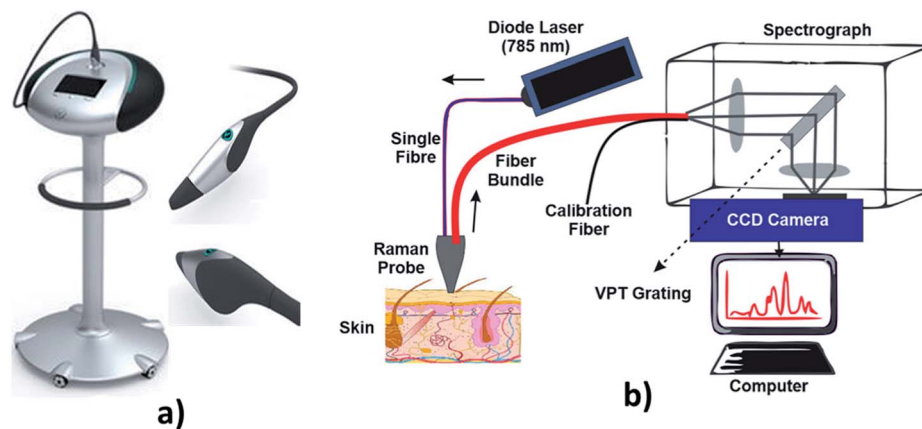 Diode Laser
(785 nm)
Spectrograph
Single
Fibre
Fiber
Bundle
Calibration
Fiber
CCD Camera
Raman
Probe
VPT Grating
Skin
Computer
a)
b)